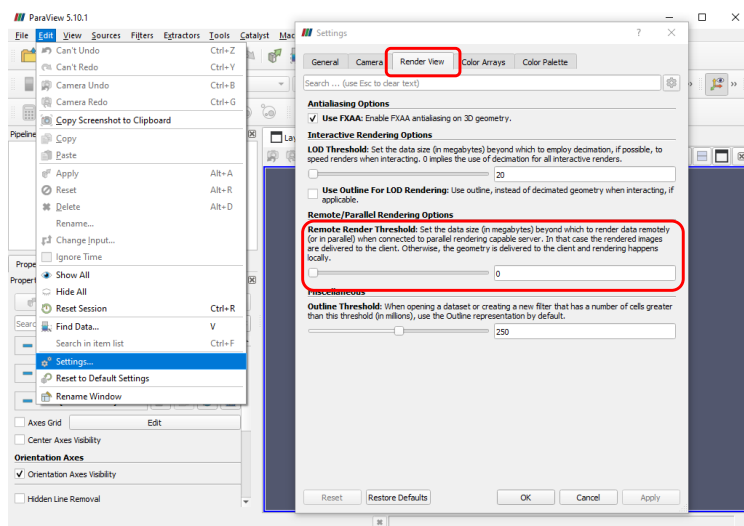 ParaView 5.10.1
File Edit View Sources Filters Extractors Tools Catalyst Mac
Can't Undo Ctrl+Z
Can't Redo Ctrl+Y
Camera Undo Ctrl+B
Camera Redo Ctrl+G
Copy Screenshot to Clipboard
Pipeline
Copy
Paste
Apply Alt+A
Reset Alt+R
Delete Alt+D
Rename...
Change Input...
Ignore Time
Prope
Show All
Propert
Hide All
Reset Session Ctrl+R
Searc
Find Data... V
Search in item list Ctrl+F
Settings...
Reset to Default Settings
Rename Window
Axes Grid Edit
Center Axes Visibility
Orientation Axes
Orientation Axes Visibility
Hidden Line Removal
Lay
Settings
General Camera Render View Color Arrays Color Palette
Search ... (use Esc to clear text)
Antialiasing Options
Use FXAA: Enable FXAA antialiasing on 3D geometry.
Interactive Rendering Options
LOD Threshold: Set the data size (in megabytes) beyond which to employ decimation, if possible, to
speed renders when interacting. 0 implies the use of decimation for all interactive renders.
20
Use Outline For LOD Rendering: Use outline, instead of decimated geometry when interacting, if
applicable.
Remote/Parallel Rendering Options
Remote Render Threshold: Set the data size (in megabytes) beyond which to render data remotely
(or in parallel) when connected to parallel rendering capable server. In that case the rendered images
are delivered to the client. Otherwise, the geometry is delivered to the client and rendering happens
locally.
0
Miscellaneous
Outline Threshold: When opening a dataset or creating a new filter that has a number of cells greater
than this threshold (in millions), use the Outline representation by default.
250
Reset Restore Defaults OK Cancel Apply